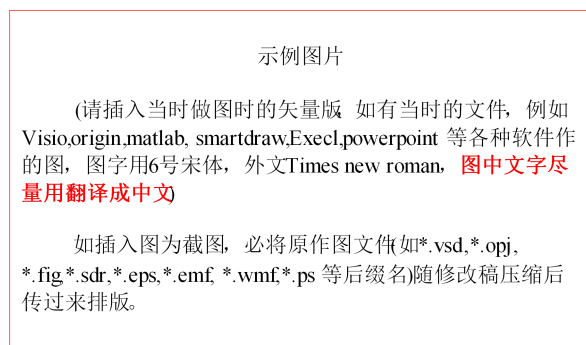 示例图片
(请插入当时做图时的矢量版，如有当时的文件，例如
Visio,origin,matlab, smartdraw,Execl,powerpoint 等各种软件作
的图，图字用6号宋体，外文Times new roman，图中文字尽
量用翻译成中文)
如插入图为截图，必将原作图文件(如*.vsd,*.opj,
*.fig,*.sdr,*.eps,*.emf, *.wmf,*.ps 等后缀名)随修改稿压缩后
传过来排版。